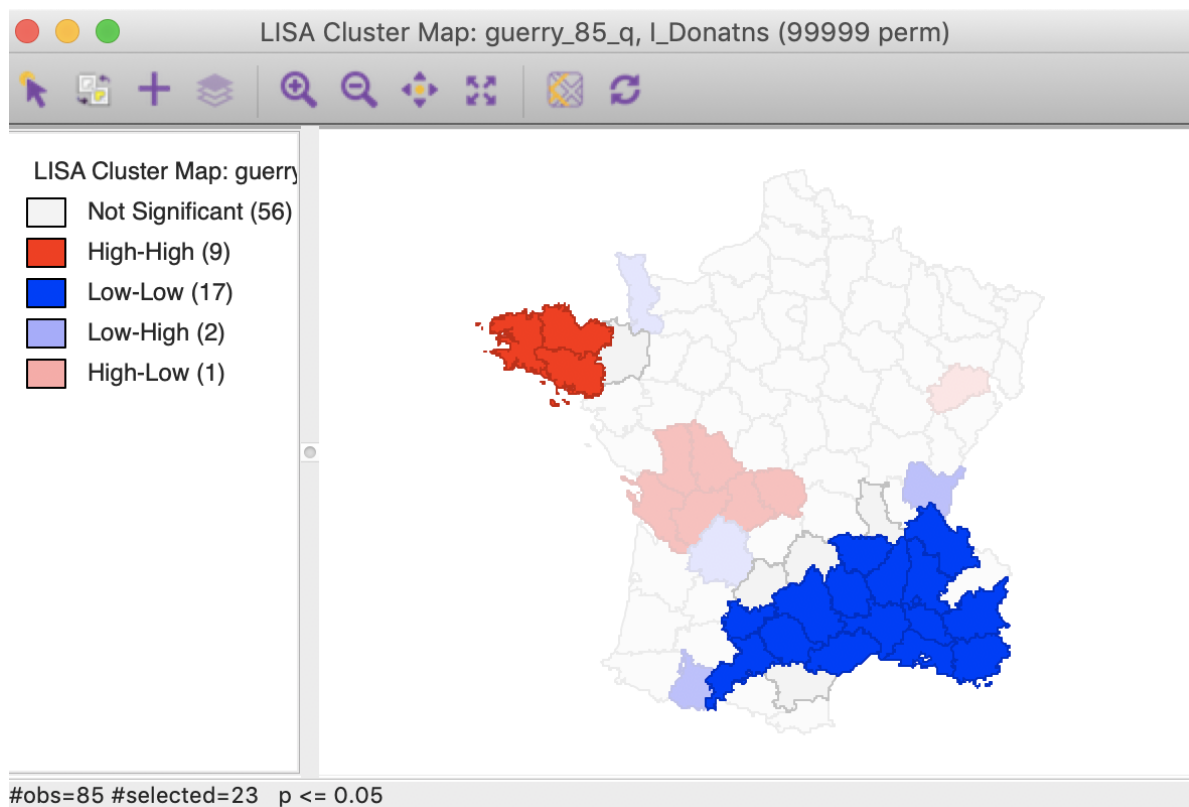 LISA Cluster Map: guerry_85_q, I_Donatns (99999 perm)
LISA Cluster Map: guerry
Not Significant (56)
High-High (9)
Low-Low (17)
Low-High (2)
High-Low (1)
#obs=85 #selected=23 p <= 0.05